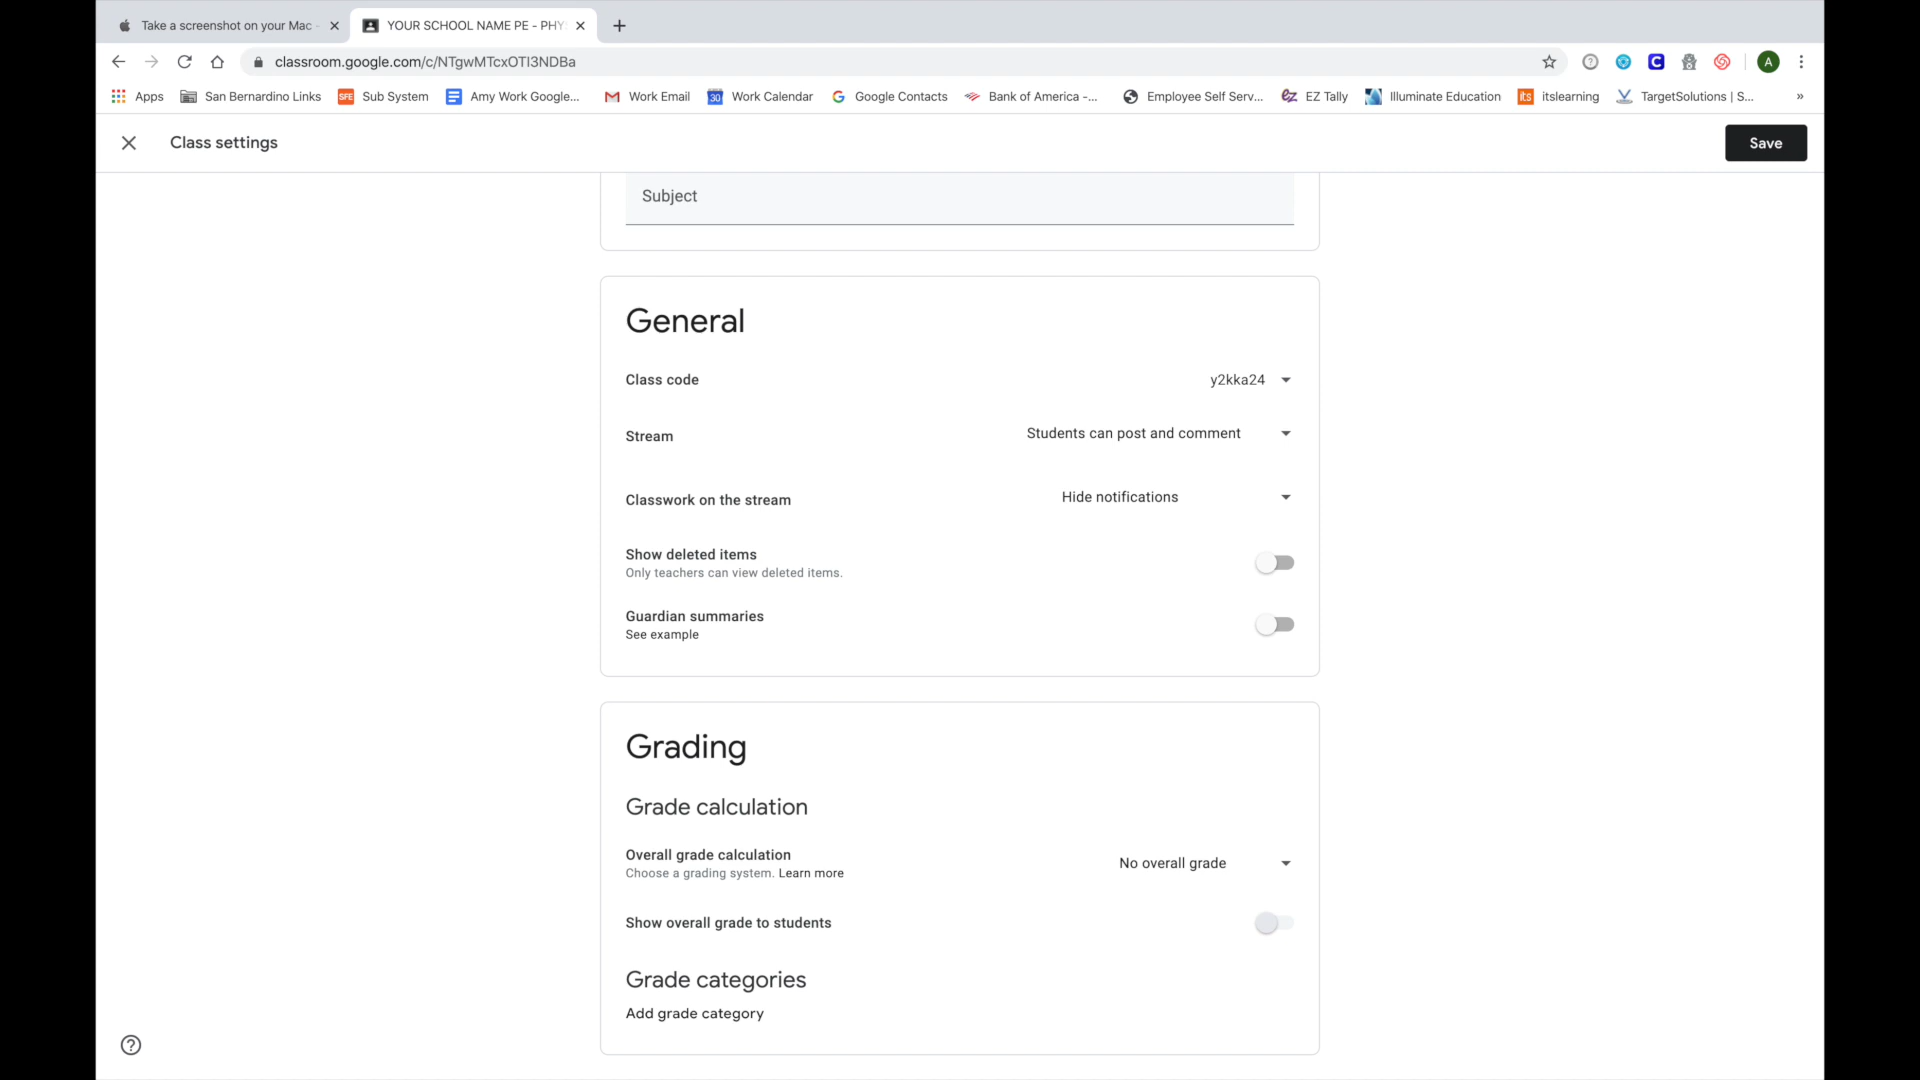 Take a screenshot on your Mac -
YOUR SCHOOL NAME PE - PHYS
classroom.google.com/c/NTgwMTcxOTI3NDBa
A
Apps
San Bernardino Links
SFE Sub System
Amy Work Google...
Work Email
30 Work Calendar
Google Contacts
Bank of America -...
Employee Self Serv...
EZ Tally
Illuminate Education
its itslearning
TargetSolutions | S...
»
Class settings
Save
Subject
General
Class code
y2kka24
Stream
Students can post and comment
Classwork on the stream
Hide notifications
Show deleted items
Only teachers can view deleted items.
Guardian summaries
See example
Grading
Grade calculation
Overall grade calculation
Choose a grading system. Learn more
No overall grade
Show overall grade to students
Grade categories
Add grade category